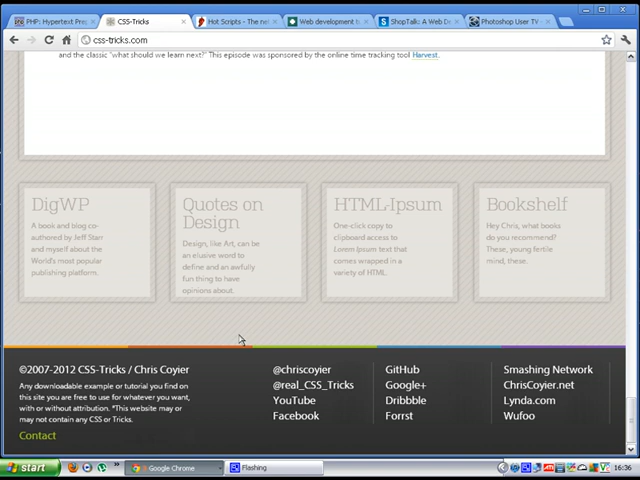 PHP: Hypertext Prep
CSS-Tricks
Hot Scripts - The net
Web development t
ShopTalk: A Web De
Photoshop User TV -
css-tricks.com
and the classic "what should we learn next?" This episode was sponsored by the online time tracking tool Harvest.
DigWP
A book and blog co-
authored by Jeff Starr
and myself about the
World's most popular
publishing platform.
Quotes on
Design
Design, like Art, can be
an elusive word to
define and an awfully
fun thing to have
opinions about.
HTML-Ipsum
One-click copy to
clipboard access to
Lorem Ipsum text that
comes wrapped in a
variety of HTML.
Bookshelf
Hey Chris, what books
do you recommend?
These, young fertile
mind, these.
©2007-2012 CSS-Tricks / Chris Coyier
Any downloadable example or tutorial you find on
this site you are free to use for whatever you want,
with or without attribution. *This website may or
may not contain any CSS or Tricks.
Contact
@chriscoyier
@real_CSS_Tricks
YouTube
Facebook
GitHub
Google+
Dribbble
Forrst
Smashing Network
ChrisCoyier.net
Lynda.com
Wufoo
start
8 Google Chrome
Flashing
16:36